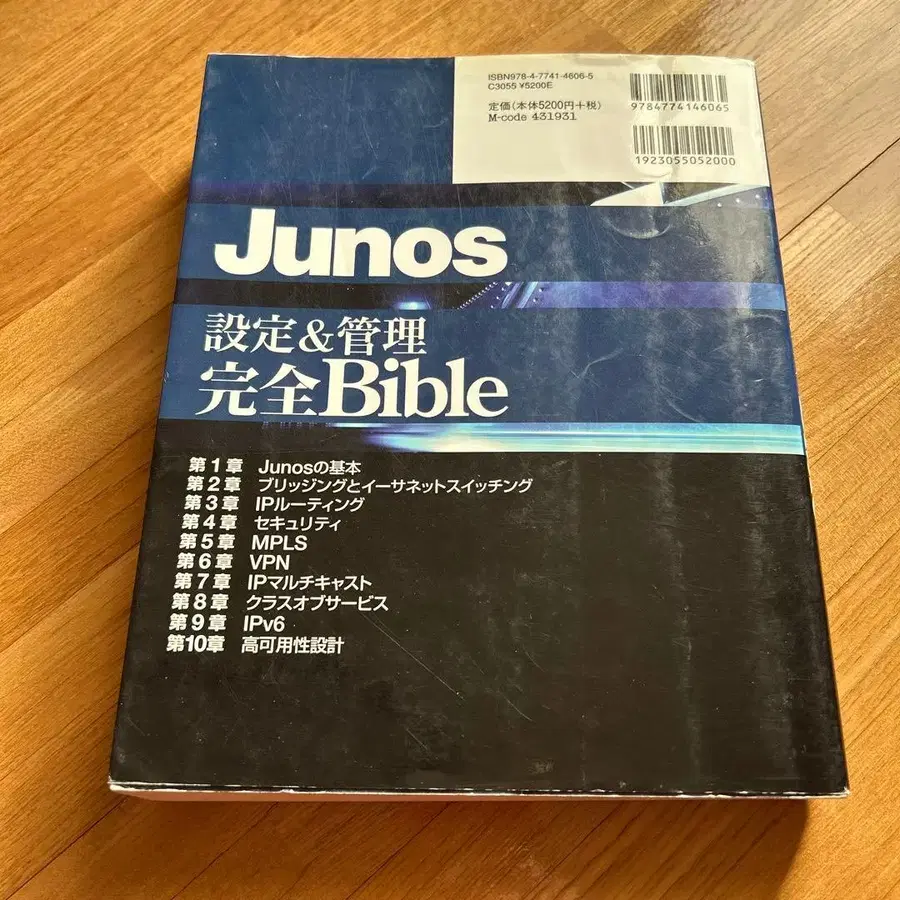 ISBN978-4-7741-4606-5
C3055 ¥5200E
定価(本体5200円+税)
M-code 431931
9784774146065
1923055052000
Junos
設定&管理
完全Bible
第1章 Junosの基本
第2章 ブリッジングとイーサネットスイッチング
第3章 IPルーティング
第4章 セキュリティ
第5章 MPLS
第6章 VPN
第7章 IPマルチキャスト
第8章 クラスオブサービス
第9章 IPv6
第10章 高可用性設計